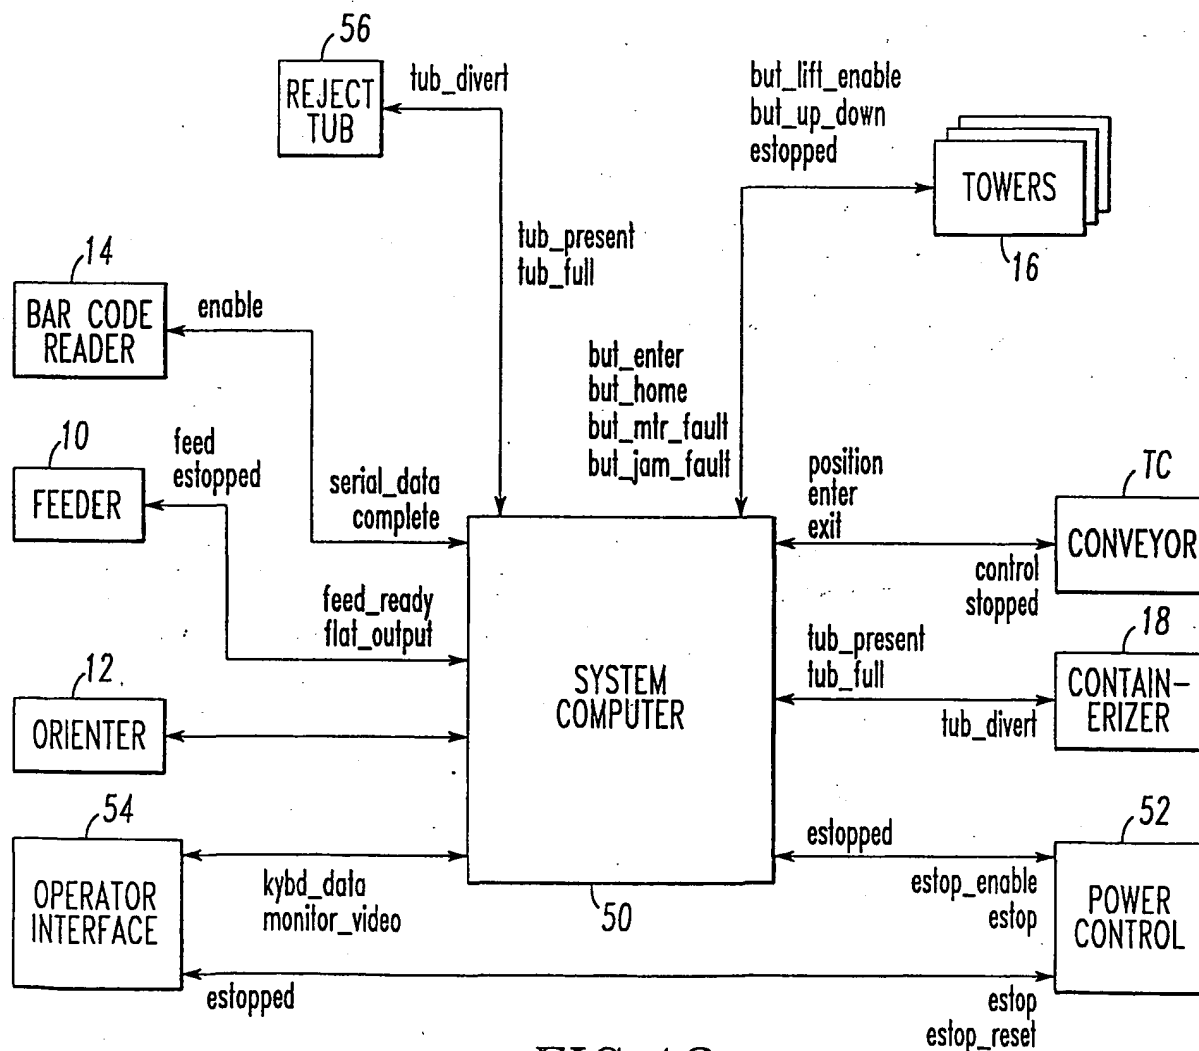 56
REJECT
TUB
tub_divert
but_lift_enable
but_up_down
estopped
TOWERS
16
tub_present
tub_full
14
BAR CODE
READER
enable
but_enter
but_home
but_mtr_fault
but_jam_fault
10
FEEDER
feed
estopped
serial_data
complete
position
enter
exit
TC
CONVEYOR
control
stopped
feed_ready
flat_output
12
ORIENTER
SYSTEM
COMPUTER
tub_present
tub_full
18
CONTAIN-
ERIZER
tub_divert
54
OPERATOR
INTERFACE
kybd_data
monitor_video
50
estopped
52
POWER
CONTROL
estop_enable
estop
estopped
estop
estop_reset